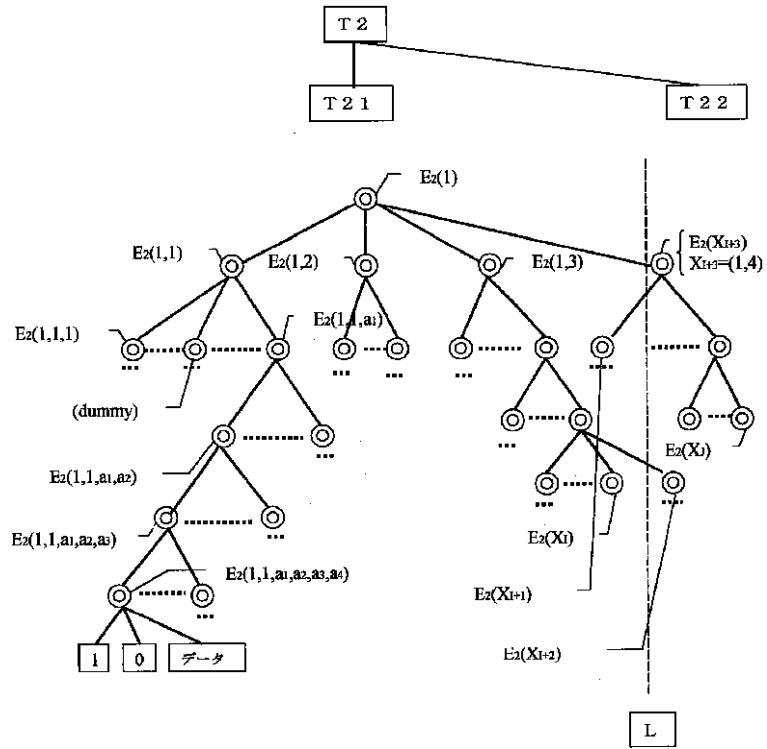 T 2
T 2 1
T 2 2
E2(1)
E2(1,1)
E2(1,2)
E2(1,3)
E2(XI+3)
XI+3=(1,4)
E2(1,1,1)
E2(1,1,a1)
(dummy)
E2(XJ)
E2(1,1,a1,a2)
E2(XI)
E2(1,1,a1,a2,a3)
E2(1,1,a1,a2,a3,a4)
E2(XI+1)
E2(XI+2)
1
0
データ
L